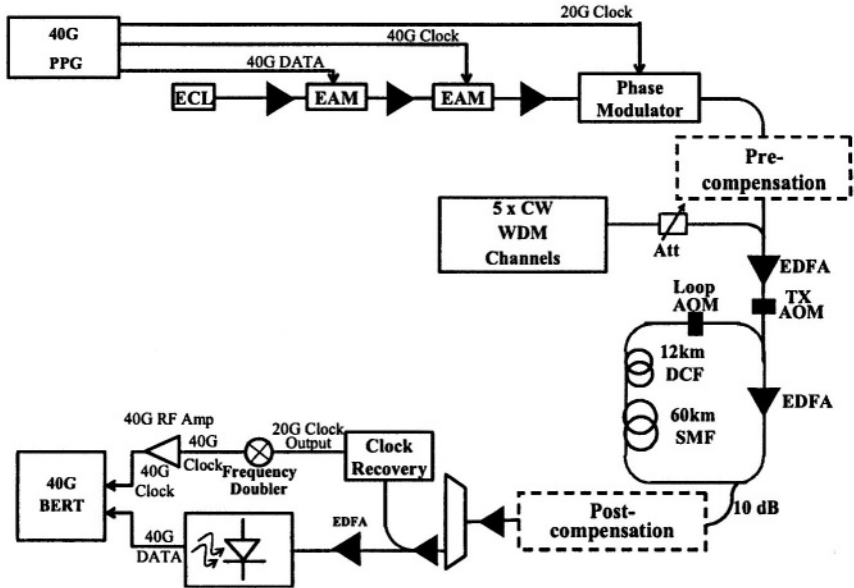 20G Clock
40G
PPG
40G Clock
40G DATA
ECL
EAM
EAM
Phase
Modulator
Pre-
compensation
5 x CW
WDM
Channels
Att
EDFA
Loop
AOM
TX
AOM
12km
DCF
EDFA
60km
SMF
40G RF Amp
20G Clock
Output
40G
Clock
40G
Clock
Frequency
Doubler
Clock
Recovery
40G
BERT
Post-
compensation
10 dB
EDFA
40G
DATA